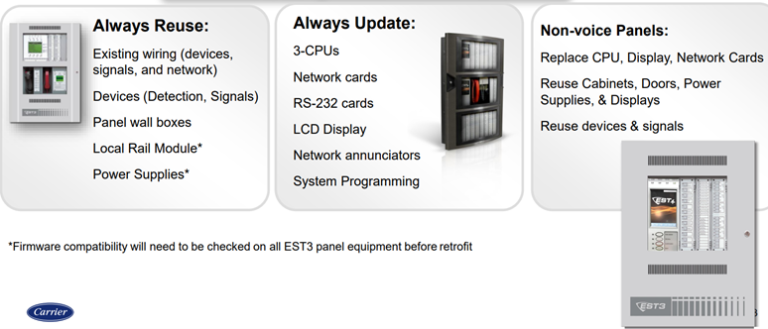 Always Reuse:
Existing wiring (devices,
signals, and network)
Devices (Detection, Signals)
Panel wall boxes
Local Rail Module*
Power Supplies*
EST3
Always Update:
3-CPUs
Network cards
RS-232 cards
LCD Display
Network annunciators
System Programming
Non-voice Panels:
Replace CPU, Display, Network Cards
Reuse Cabinets, Doors, Power
Supplies, & Displays
Reuse devices & signals
EST4
EST3
*Firmware compatibility will need to be checked on all EST3 panel equipment before retrofit
Carrier